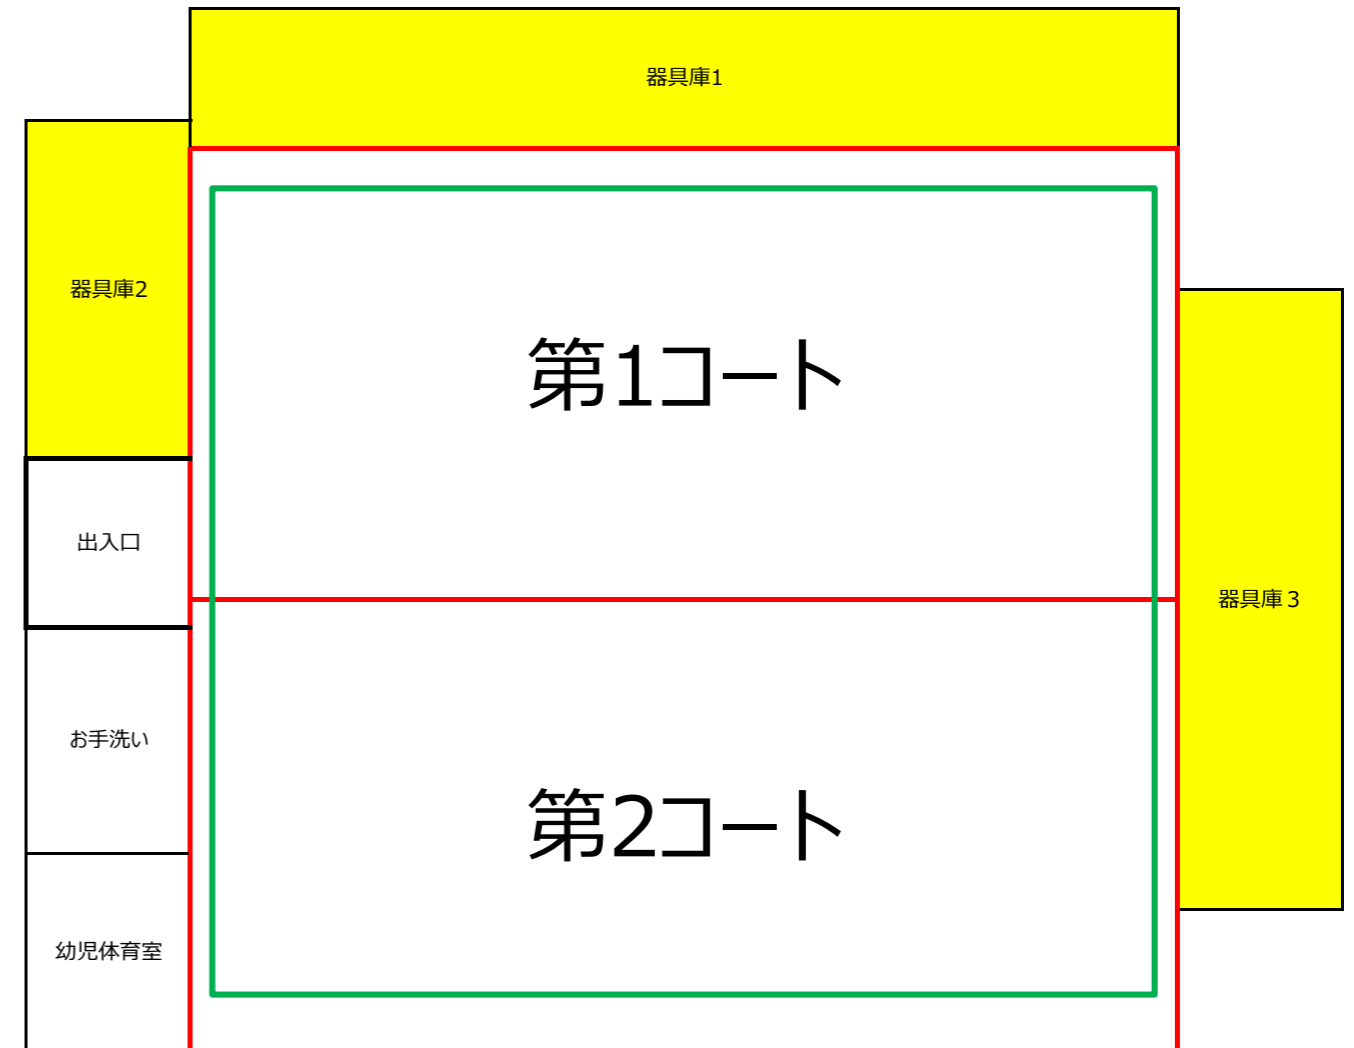 器具庫1
器具庫2
第1コート
出入口
器具庫３
お手洗い
第2コート
幼児体育室